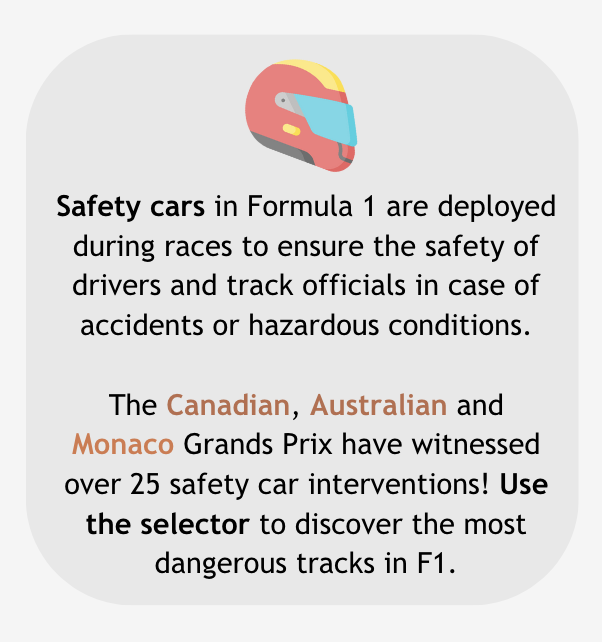 Safety cars in Formula 1 are deployed
during races to ensure the safety of
drivers and track officials in case of
accidents or hazardous conditions.
The Canadian, Australian and
Monaco Grands Prix have witnessed
over 25 safety car interventions! Use
the selector to discover the most
dangerous tracks in F1.